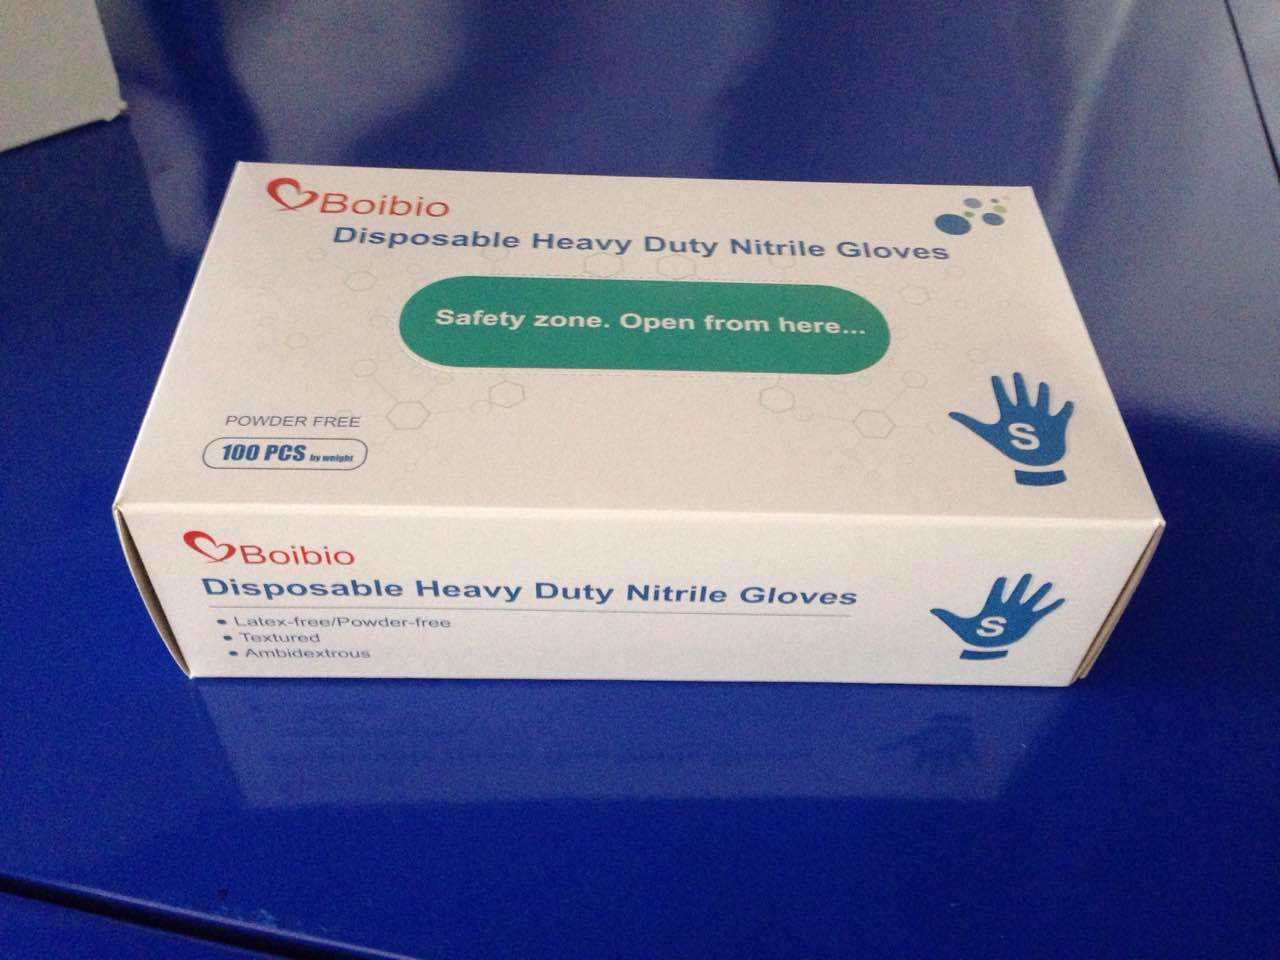 Boibio
Disposable Heavy Duty Nitrile Gloves
Safety zone. Open from here...
POWDER FREE
100 PCS by weight
S
Boibio
Disposable Heavy Duty Nitrile Gloves
• Latex-free/Powder-free
• Textured
• Ambidextrous
S